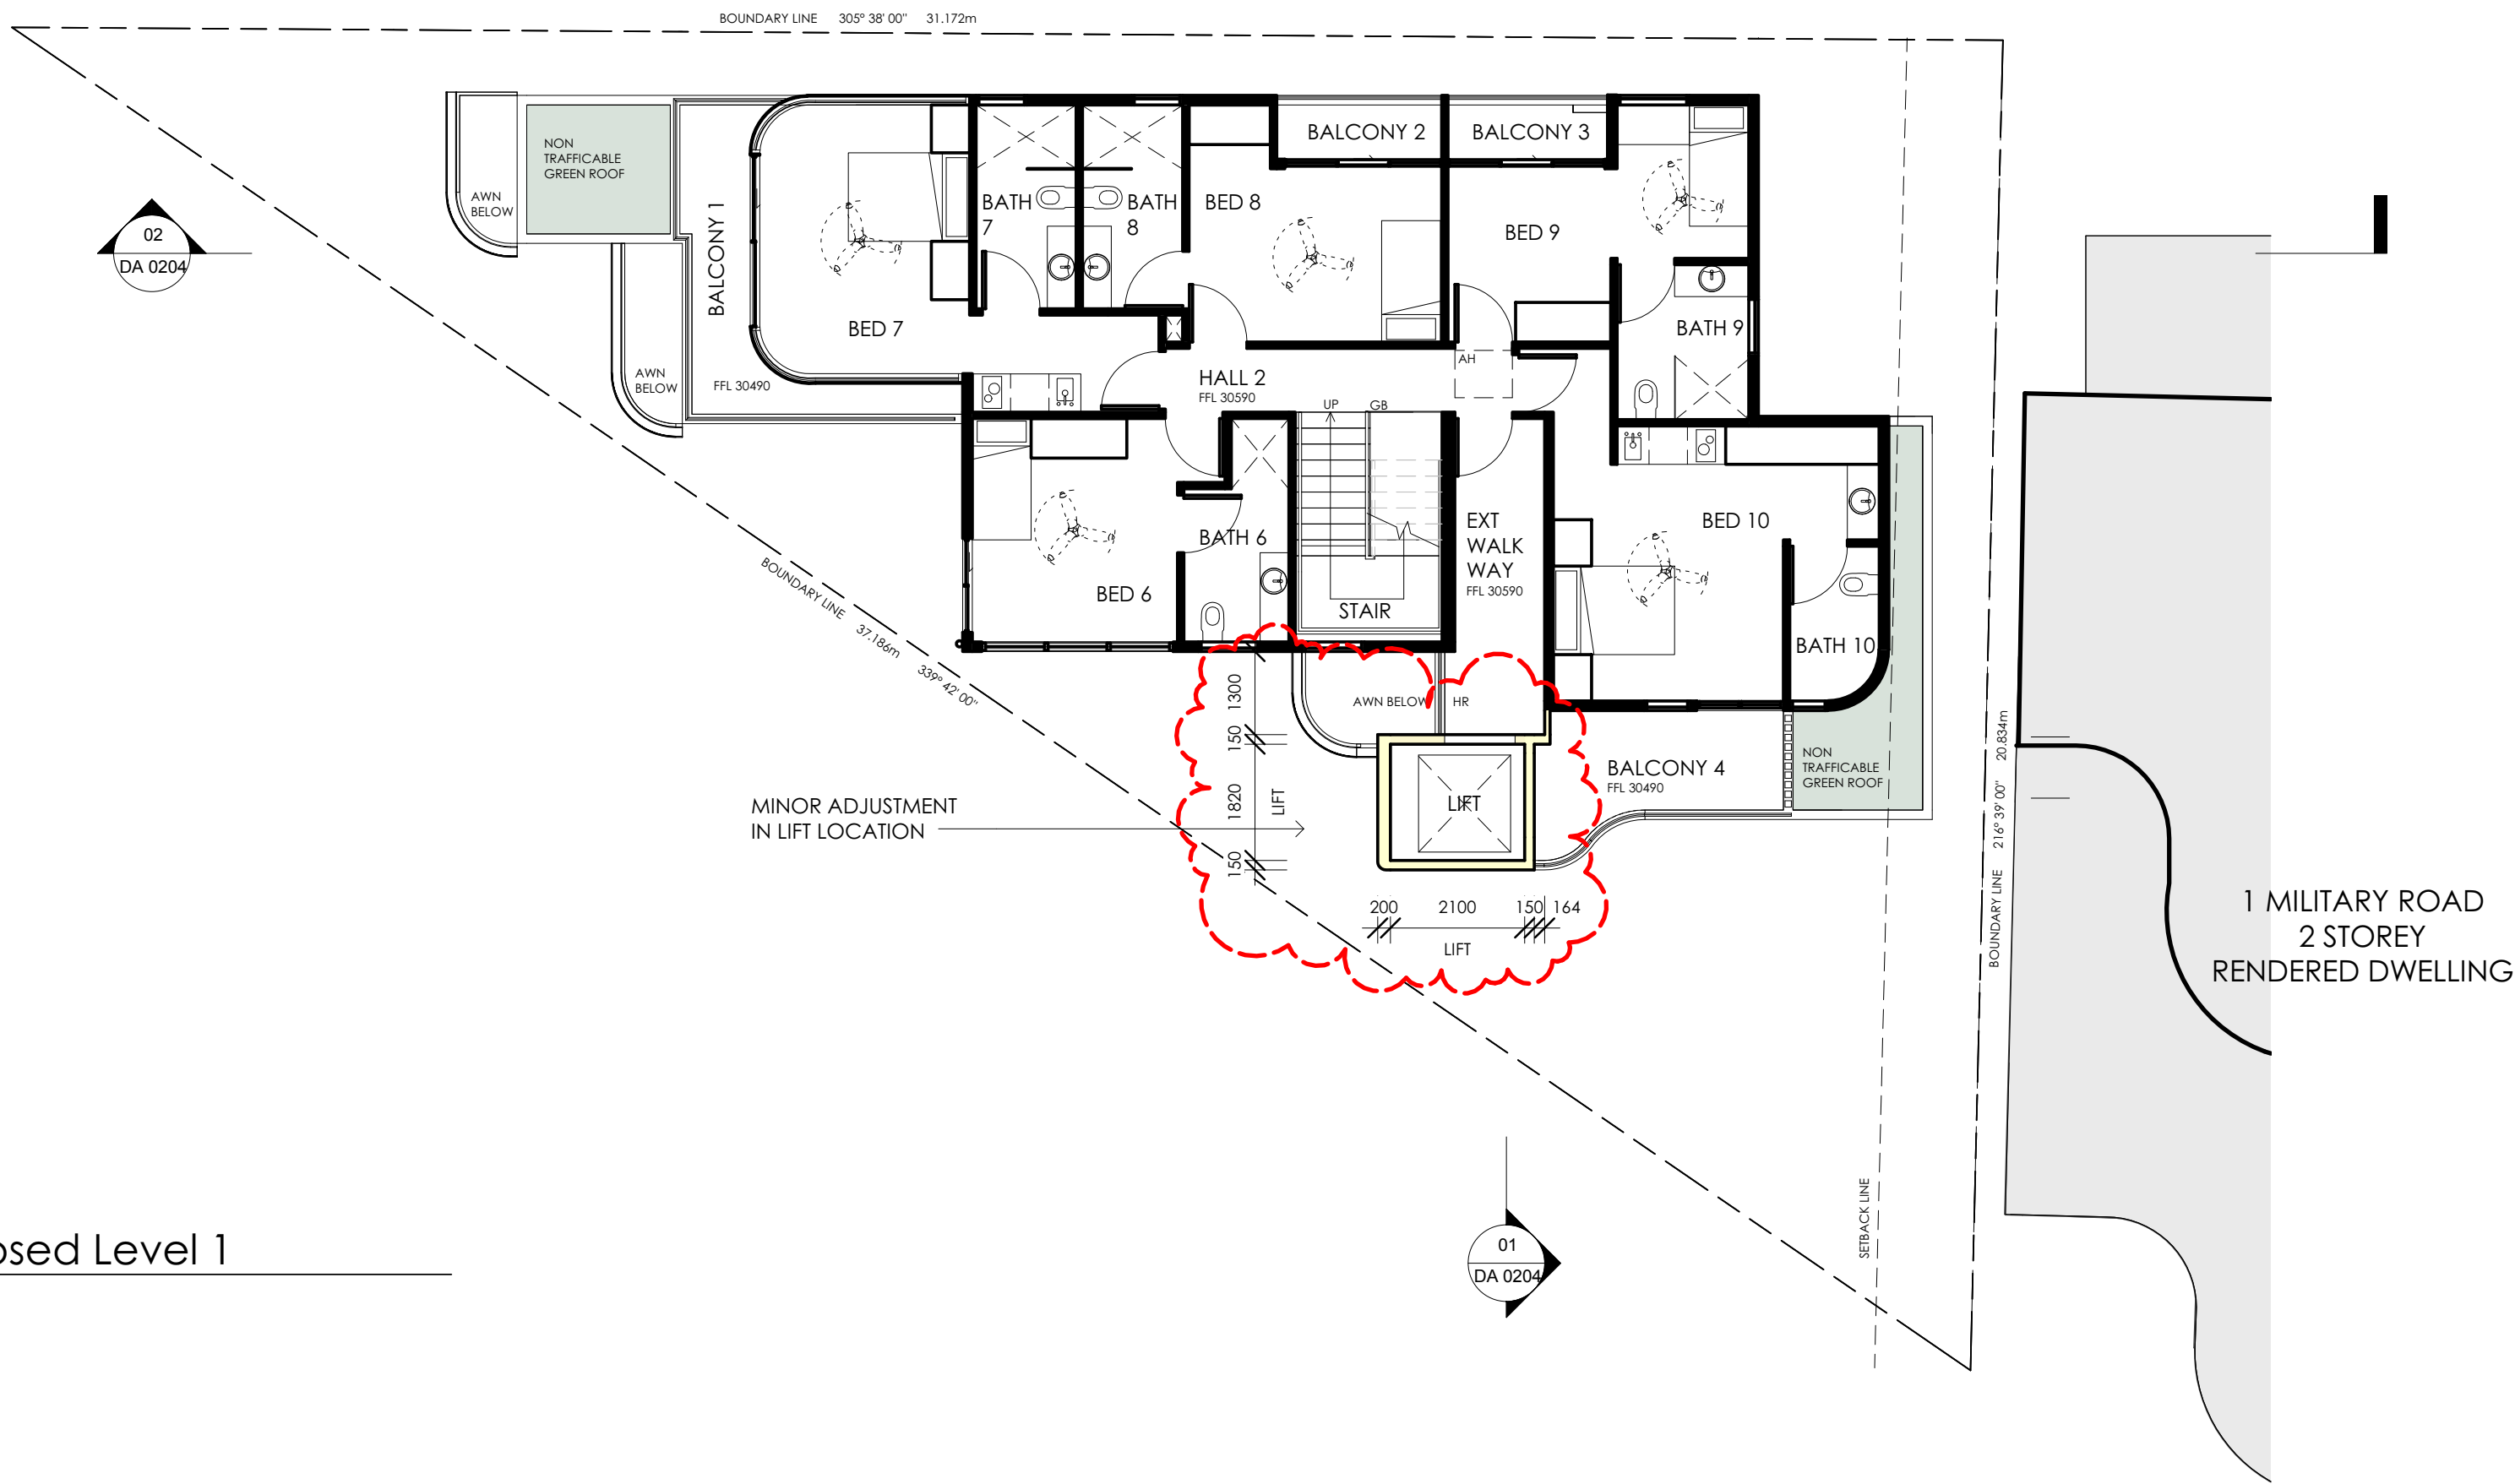 BOUNDARY LINE 305° 38' 00" 31.172m
NON
TRAFFICABLE
GREEN ROOF
AWN
BELOW
BALCONY 1
02
DA 0204
BATH
7
BATH
8
BED 8
BALCONY 2
BALCONY 3
BED 9
BED 7
BATH 9
AWN
BELOW
FFL 30490
HALL 2
FFL 30590
AH
UP
GB
BED 6
BATH 6
STAIR
EXT
WALK
WAY
FFL 30590
BED 10
BATH 10
BOUNDARY LINE 37.186m 339° 42' 00"
1300
150
1820
150
LIFT
AWN BELOW
HR
LIFT
BALCONY 4
FFL 30490
NON
TRAFFICABLE
GREEN ROOF
MINOR ADJUSTMENT
IN LIFT LOCATION
200
2100
150
164
LIFT
BOUNDARY LINE 216° 39' 00" 20.834m
1 MILITARY ROAD
2 STOREY
RENDERED DWELLING
SETBACK LINE
01
DA 0204
osed Level 1